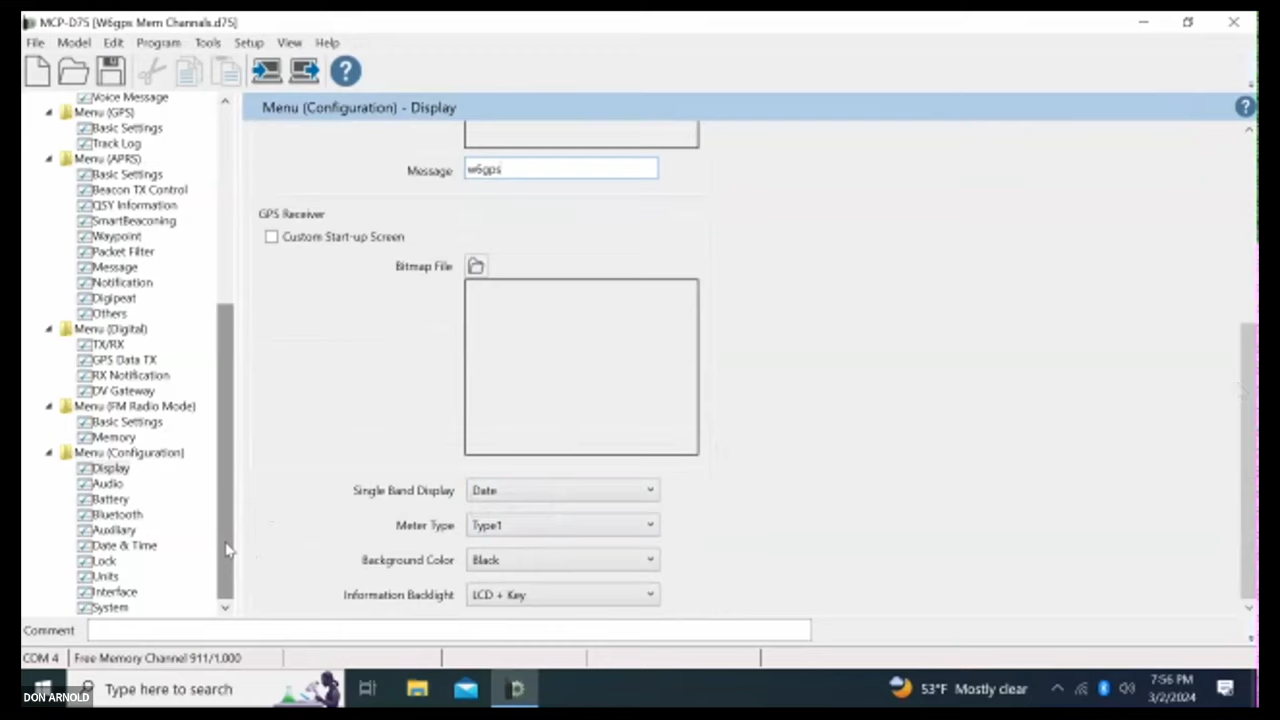 MCP-D75 [W6gps Mem Channels.d75]
File Model Edit Program Tools Setup View Help
Voice Message
Menu (GPS)
Basic Settings
Track Log
Menu (APRS)
Basic Settings
Beacon TX Control
QSY Information
SmartBeaconing
Waypoint
Packet Filter
Message
Notification
Digipeat
Others
Menu (Digital)
TX/RX
GPS Data TX
RX Notification
DV Gateway
Menu (FM Radio Mode)
Basic Settings
Memory
Menu (Configuration)
Display
Audio
Battery
Bluetooth
Auxiliary
Date & Time
Lock
Units
Interface
System
Menu (Configuration) - Display
Message w6gps
GPS Receiver
Custom Start-up Screen
Bitmap File
Single Band Display Date
Meter Type Type1
Background Color Black
Information Backlight LCD + Key
Comment
COM 4 Free Memory Channel 911/1,000
Type here to search
53°F Mostly clear
7:56 PM
3/2/2024
DON ARNOLD